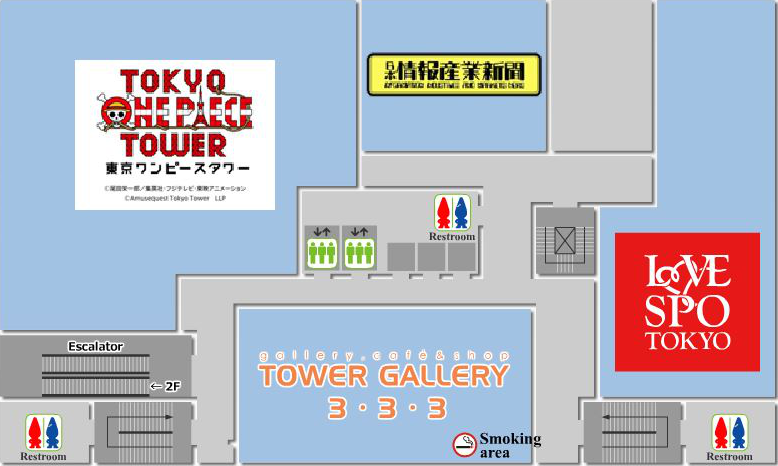 TOKYO
ONE PIECE
TOWER
東京ワンピースタワー
©尾田栄一郎／集英社・フジテレビ・東映アニメーション
©Amusequest Tokyo Tower LLP
日本情報産業新聞
Restroom
LOVE
SPO
TOKYO
Escalator
← 2F
gallery, café & shop
TOWER GALLERY
3・3・3
Smoking
area
Restroom
Restroom